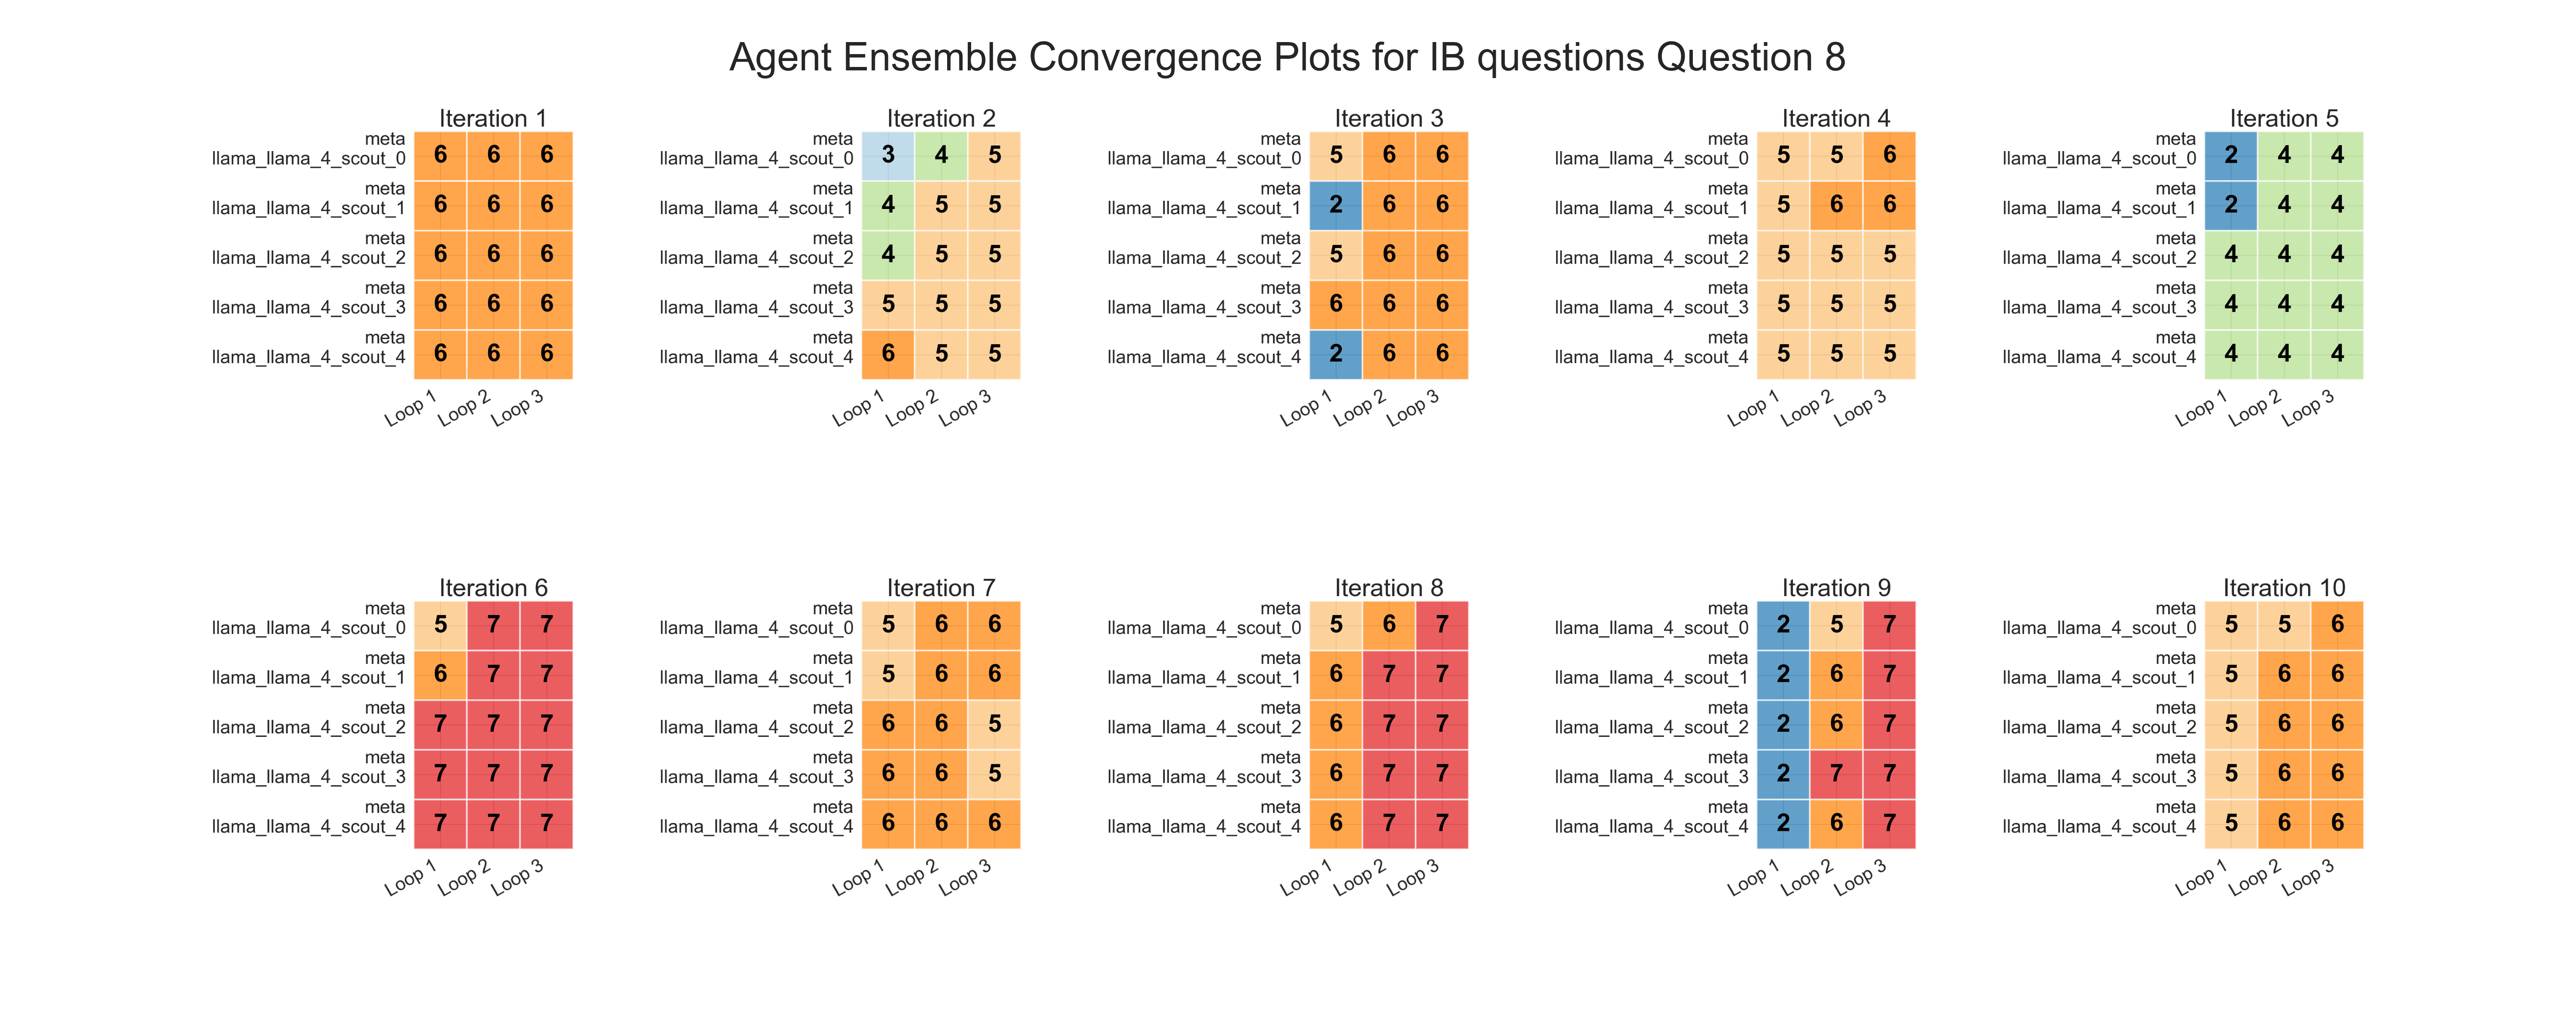 Agent Ensemble Convergence Plots for IB questions Question 8
Iteration 1
meta
llama_llama_4_scout_0
6 6 6
meta
llama_llama_4_scout_1
6 6 6
meta
llama_llama_4_scout_2
6 6 6
meta
llama_llama_4_scout_3
6 6 6
meta
llama_llama_4_scout_4
6 6 6
Loop 1 Loop 2 Loop 3
Iteration 2
meta
llama_llama_4_scout_0
3 4 5
meta
llama_llama_4_scout_1
4 5 5
meta
llama_llama_4_scout_2
4 5 5
meta
llama_llama_4_scout_3
5 5 5
meta
llama_llama_4_scout_4
6 5 5
Loop 1 Loop 2 Loop 3
Iteration 3
meta
llama_llama_4_scout_0
5 6 6
meta
llama_llama_4_scout_1
2 6 6
meta
llama_llama_4_scout_2
5 6 6
meta
llama_llama_4_scout_3
6 6 6
meta
llama_llama_4_scout_4
2 6 6
Loop 1 Loop 2 Loop 3
Iteration 4
meta
llama_llama_4_scout_0
5 5 6
meta
llama_llama_4_scout_1
5 6 6
meta
llama_llama_4_scout_2
5 5 5
meta
llama_llama_4_scout_3
5 5 5
meta
llama_llama_4_scout_4
5 5 5
Loop 1 Loop 2 Loop 3
Iteration 5
meta
llama_llama_4_scout_0
2 4 4
meta
llama_llama_4_scout_1
2 4 4
meta
llama_llama_4_scout_2
4 4 4
meta
llama_llama_4_scout_3
4 4 4
meta
llama_llama_4_scout_4
4 4 4
Loop 1 Loop 2 Loop 3
Iteration 6
meta
llama_llama_4_scout_0
5 7 7
meta
llama_llama_4_scout_1
6 7 7
meta
llama_llama_4_scout_2
7 7 7
meta
llama_llama_4_scout_3
7 7 7
meta
llama_llama_4_scout_4
7 7 7
Loop 1 Loop 2 Loop 3
Iteration 7
meta
llama_llama_4_scout_0
5 6 6
meta
llama_llama_4_scout_1
5 6 6
meta
llama_llama_4_scout_2
6 6 5
meta
llama_llama_4_scout_3
6 6 5
meta
llama_llama_4_scout_4
6 6 6
Loop 1 Loop 2 Loop 3
Iteration 8
meta
llama_llama_4_scout_0
5 6 7
meta
llama_llama_4_scout_1
6 7 7
meta
llama_llama_4_scout_2
6 7 7
meta
llama_llama_4_scout_3
6 7 7
meta
llama_llama_4_scout_4
6 7 7
Loop 1 Loop 2 Loop 3
Iteration 9
meta
llama_llama_4_scout_0
2 5 7
meta
llama_llama_4_scout_1
2 6 7
meta
llama_llama_4_scout_2
2 6 7
meta
llama_llama_4_scout_3
2 7 7
meta
llama_llama_4_scout_4
2 6 7
Loop 1 Loop 2 Loop 3
Iteration 10
meta
llama_llama_4_scout_0
5 5 6
meta
llama_llama_4_scout_1
5 6 6
meta
llama_llama_4_scout_2
5 6 6
meta
llama_llama_4_scout_3
5 6 6
meta
llama_llama_4_scout_4
5 6 6
Loop 1 Loop 2 Loop 3